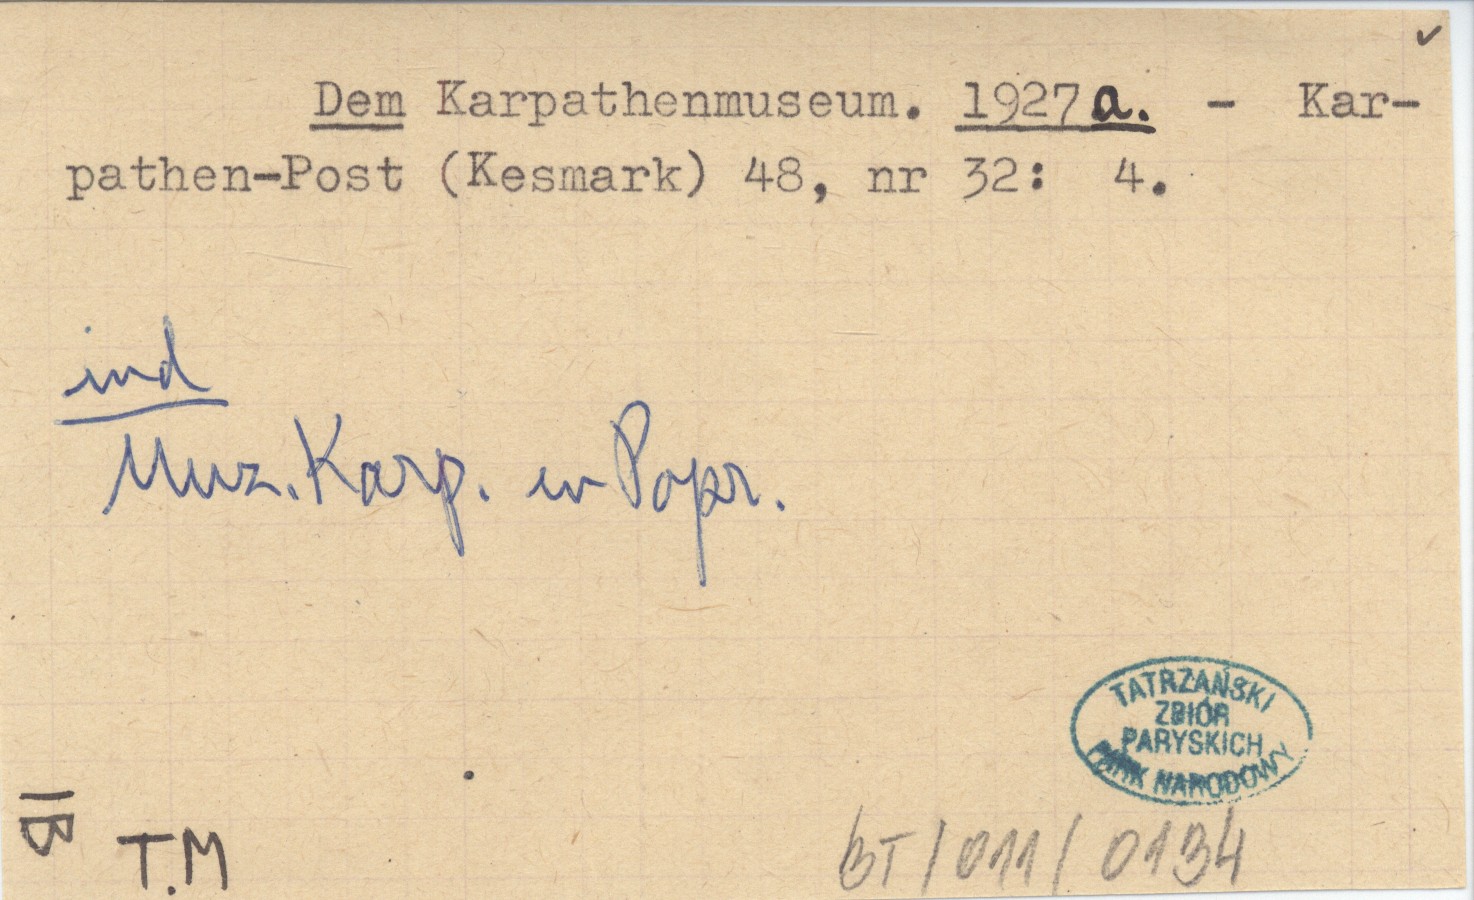 ✓
Dem Karpathenmuseum. 1927a. - Kar-
pathen-Post (Kesmark) 48, nr 32: 4.
ind
Muz. Karp. w Popr.
TATRZAŃSKI
ZBIÓR
PARYSKICH
PARK NARODOWY
IB
T.M
BT/011/0134